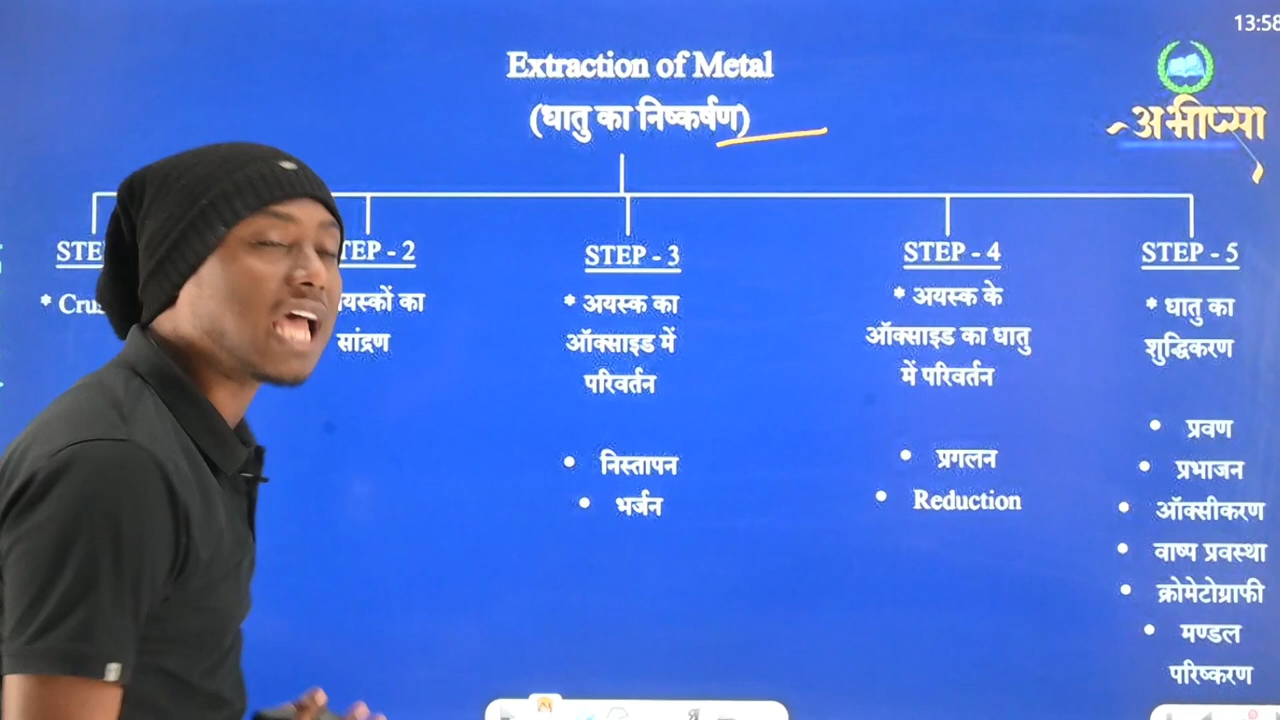 13:58
Extraction of Metal
(धातु का निष्कर्षण)
अभीप्सा
STEP - 2
सांद्रण
STEP - 3
* अयस्क का
ऑक्साइड में
परिवर्तन
• निस्तापन
• भर्जन
STEP - 4
* अयस्क के
ऑक्साइड का धातु
में परिवर्तन
• प्रगलन
• Reduction
STEP - 5
* धातु का
शुद्धिकरण
• प्रवण
• प्रभाजन
• ऑक्सीकरण
• वाष्प प्रवस्था
• क्रोमेटोग्राफी
• मण्डल
परिष्करण